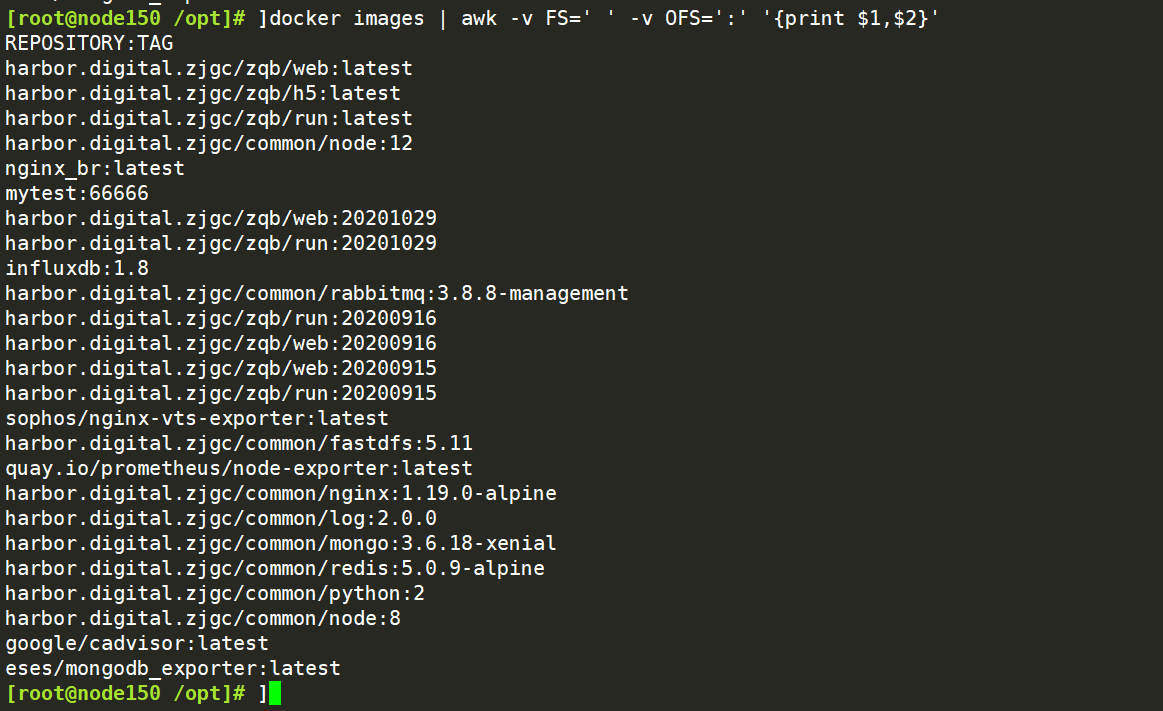 [root@node150 /opt]# ]docker images | awk -v FS=' ' -v OFS=':' '{print $1,$2}'
REPOSITORY:TAG
harbor.digital.zjgc/zqb/web:latest
harbor.digital.zjgc/zqb/h5:latest
harbor.digital.zjgc/zqb/run:latest
harbor.digital.zjgc/common/node:12
nginx_br:latest
mytest:66666
harbor.digital.zjgc/zqb/web:20201029
harbor.digital.zjgc/zqb/run:20201029
influxdb:1.8
harbor.digital.zjgc/common/rabbitmq:3.8.8-management
harbor.digital.zjgc/zqb/run:20200916
harbor.digital.zjgc/zqb/web:20200916
harbor.digital.zjgc/zqb/web:20200915
harbor.digital.zjgc/zqb/run:20200915
sophos/nginx-vts-exporter:latest
harbor.digital.zjgc/common/fastdfs:5.11
quay.io/prometheus/node-exporter:latest
harbor.digital.zjgc/common/nginx:1.19.0-alpine
harbor.digital.zjgc/common/log:2.0.0
harbor.digital.zjgc/common/mongo:3.6.18-xenial
harbor.digital.zjgc/common/redis:5.0.9-alpine
harbor.digital.zjgc/common/python:2
harbor.digital.zjgc/common/node:8
google/cadvisor:latest
eses/mongodb_exporter:latest
[root@node150 /opt]# ]